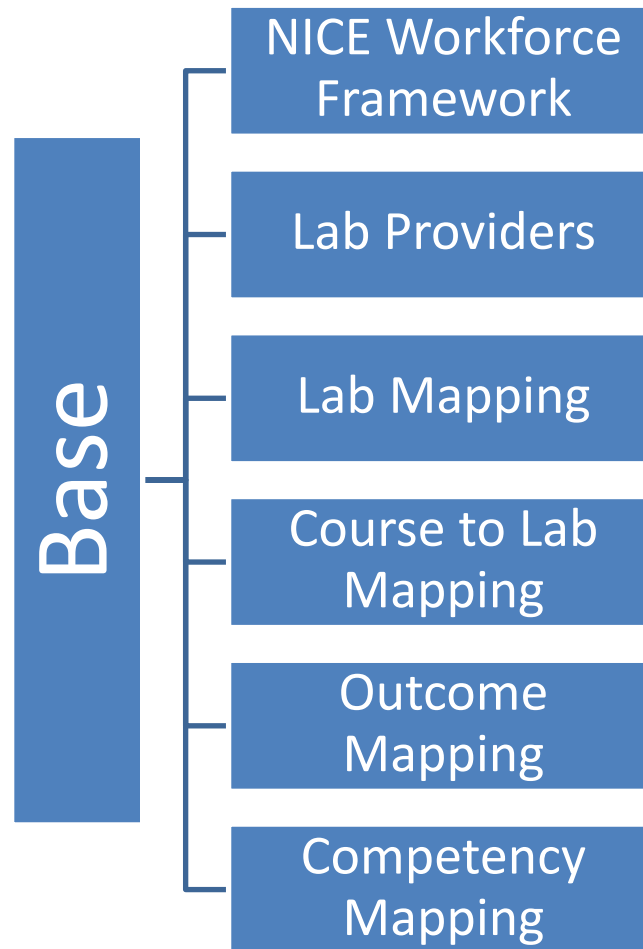 Base
NICE Workforce
Framework
Lab Providers
Lab Mapping
Course to Lab
Mapping
Outcome
Mapping
Competency
Mapping